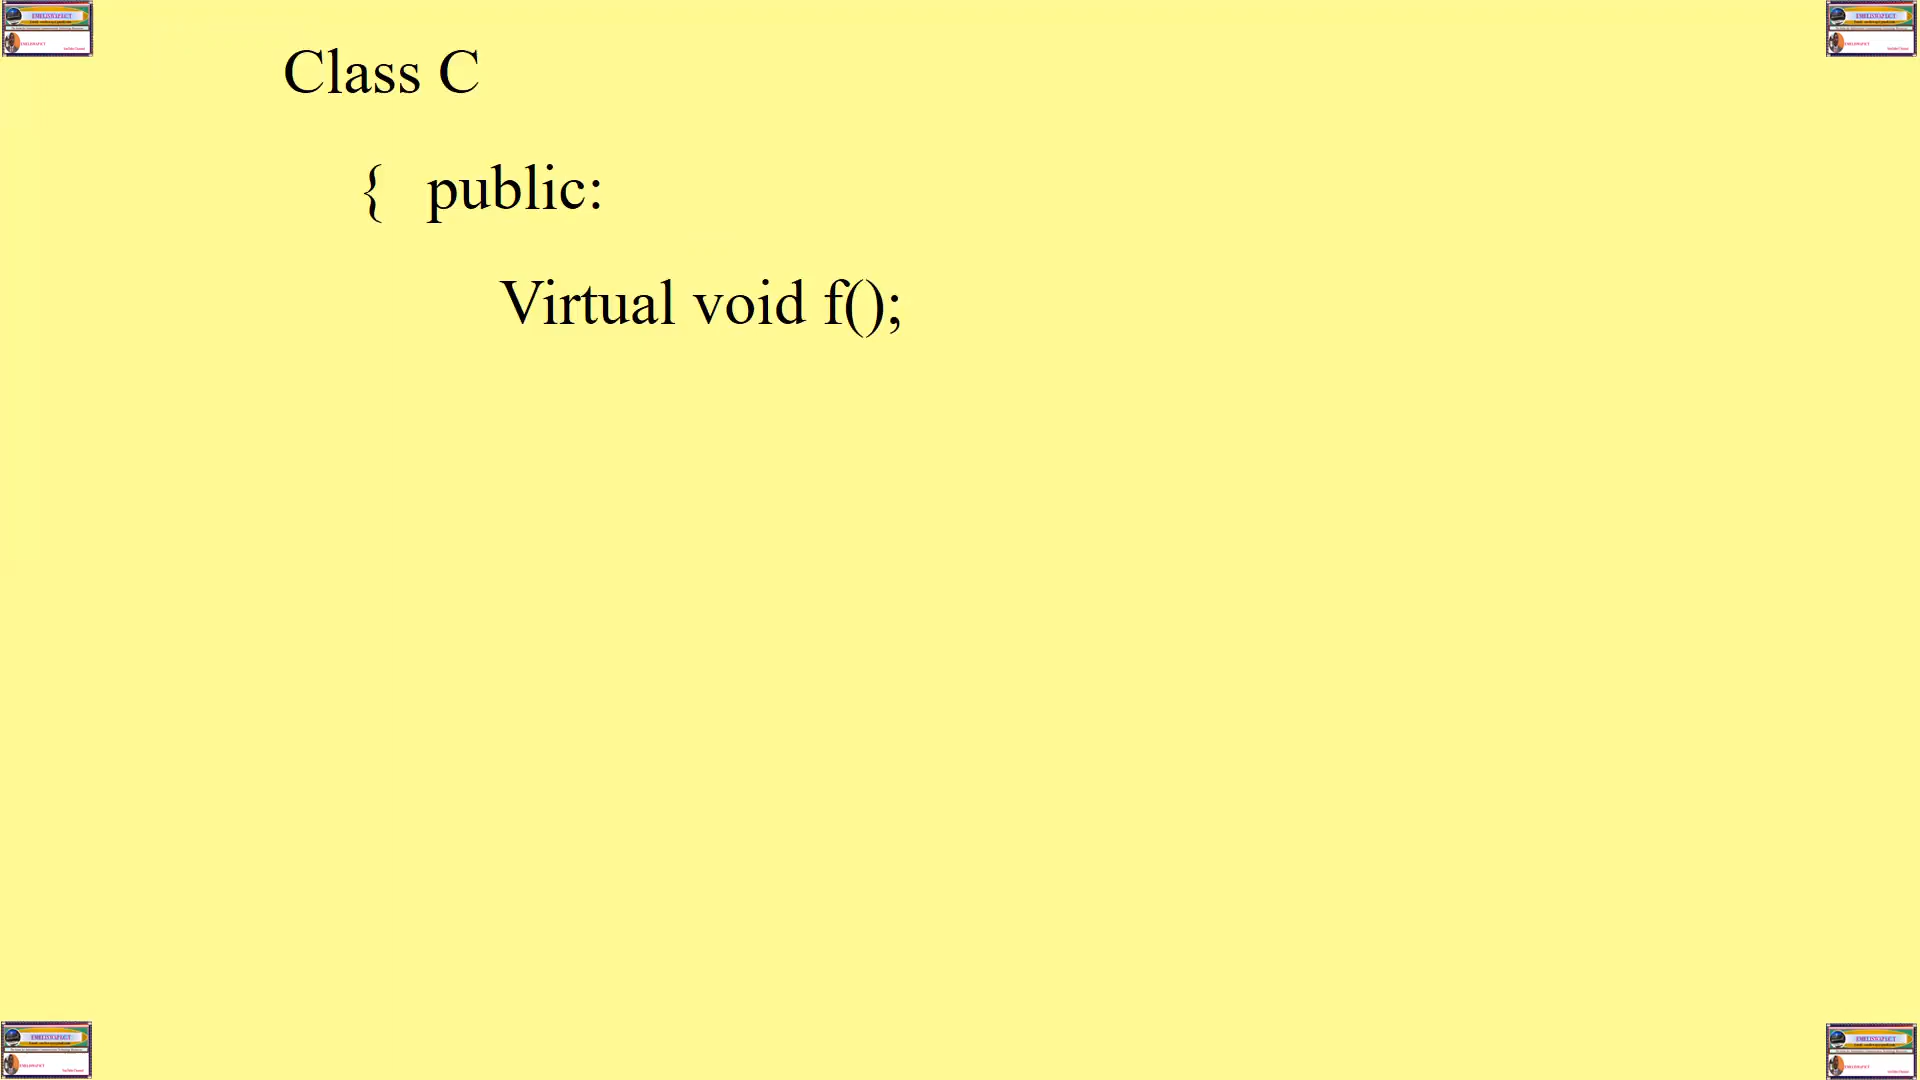 Class C
{ public:
Virtual void f();